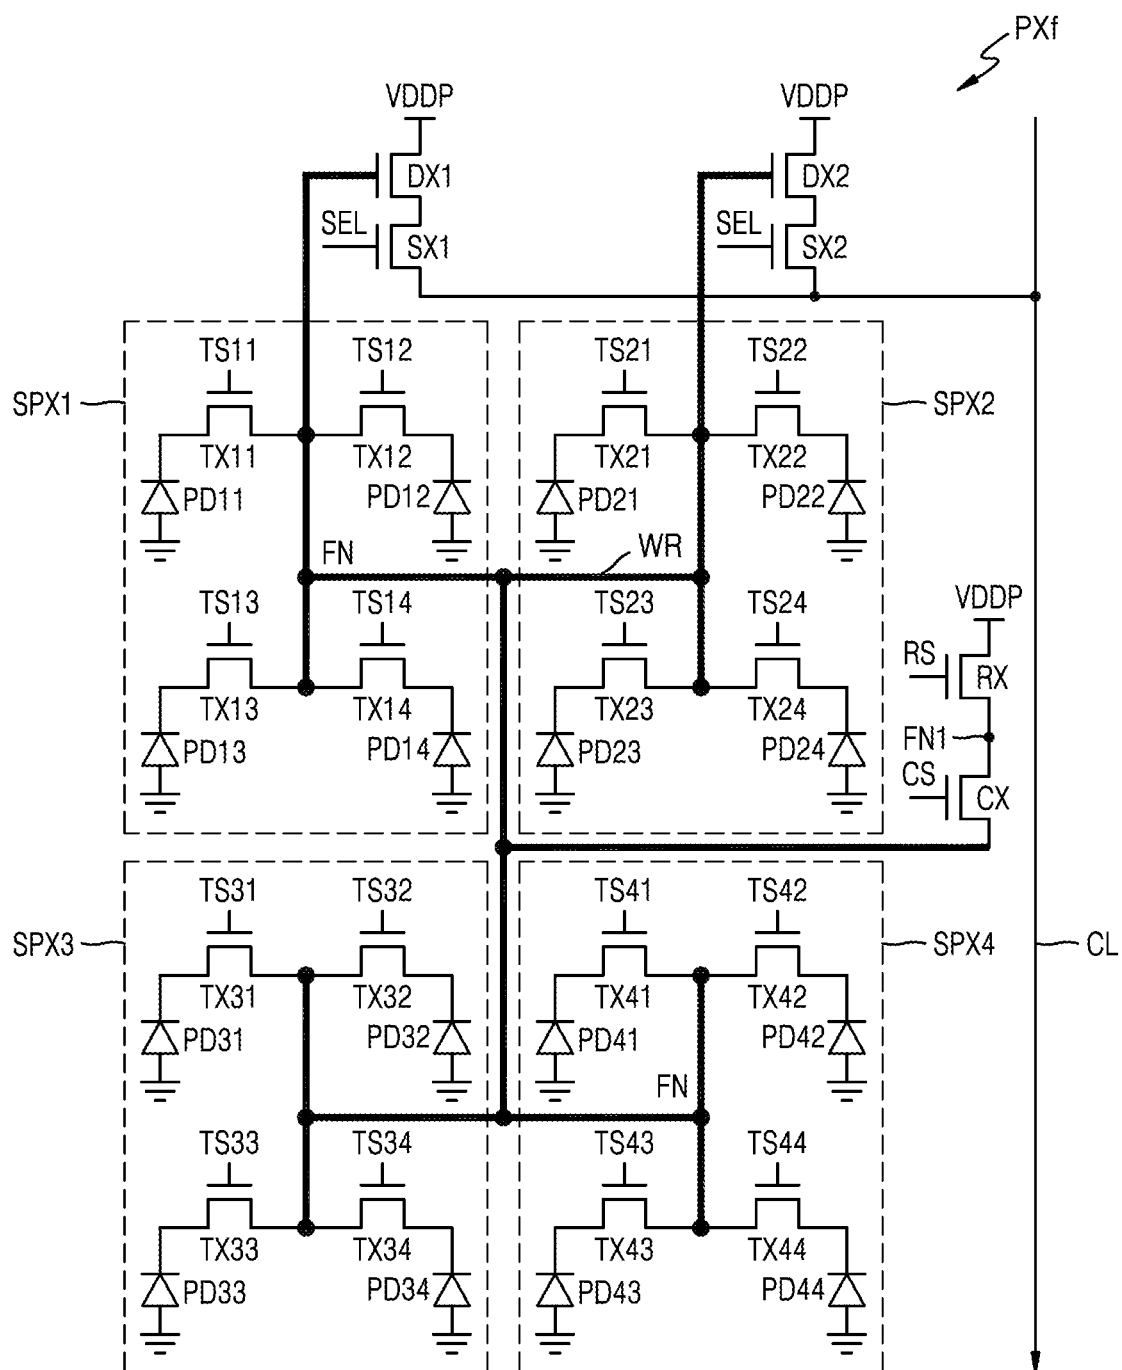 PXf
VDDP VDDP
DX1 DX2
SEL SX1 SEL SX2
TS11 TS12 TS21 TS22
SPX1 SPX2
TX11 TX12 TX21 TX22
PD11 PD12 PD21 PD22
FN WR
TS13 TS14 TS23 TS24 VDDP
RS RX
TX13 TX14 TX23 TX24
PD13 PD14 PD23 PD24 FN1
CS CX
TS31 TS32 TS41 TS42
SPX3 SPX4 CL
TX31 TX32 TX41 TX42
PD31 PD32 PD41 PD42
FN
TS33 TS34 TS43 TS44
TX33 TX34 TX43 TX44
PD33 PD34 PD43 PD44